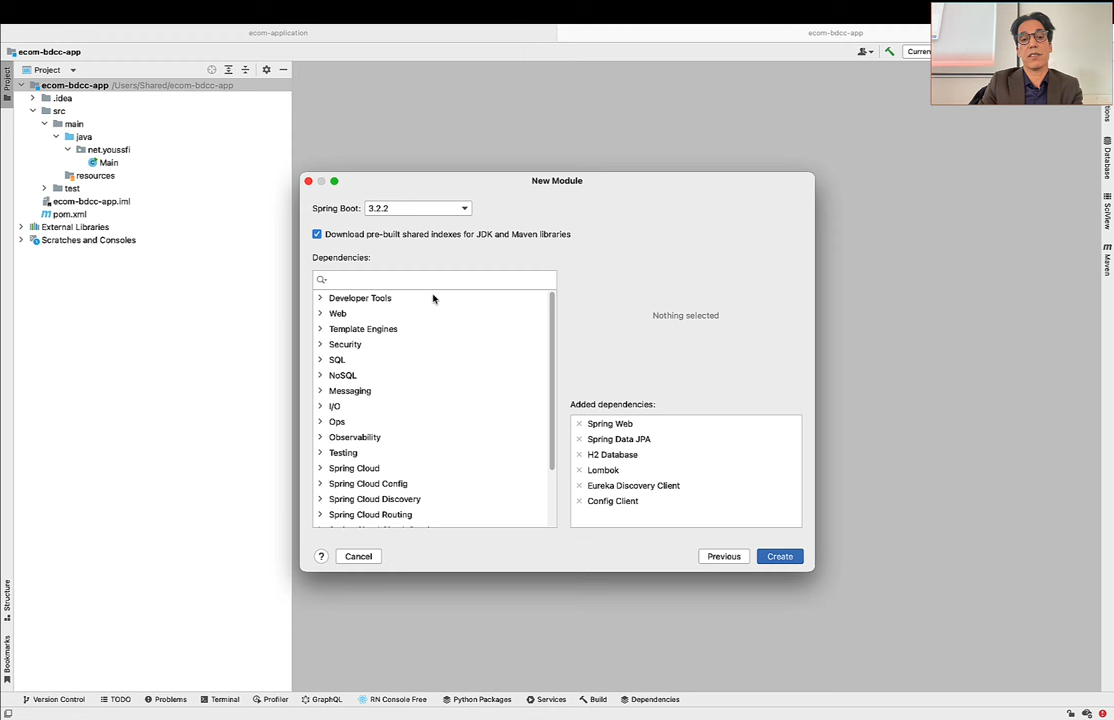 ecom-application
ecom-bdcc-app
ecom-bdcc-app
Curren
Project
Project
ecom-bdcc-app /Users/Shared/ecom-bdcc-app
.idea
src
main
java
net.youssfi
Main
resources
test
ecom-bdcc-app.iml
pom.xml
External Libraries
Scratches and Consoles
New Module
Spring Boot: 3.2.2
Download pre-built shared indexes for JDK and Maven libraries
Dependencies:
Developer Tools
Web
Template Engines
Security
SQL
NoSQL
Messaging
I/O
Ops
Observability
Testing
Spring Cloud
Spring Cloud Config
Spring Cloud Discovery
Spring Cloud Routing
Nothing selected
Added dependencies:
Spring Web
Spring Data JPA
H2 Database
Lombok
Eureka Discovery Client
Config Client
? Cancel
Previous
Create
tions
Database
SciView
m Maven
Structure
Bookmarks
Version Control
TODO
Problems
Terminal
Profiler
GraphQL
RN Console Free
Python Packages
Services
Build
Dependencies